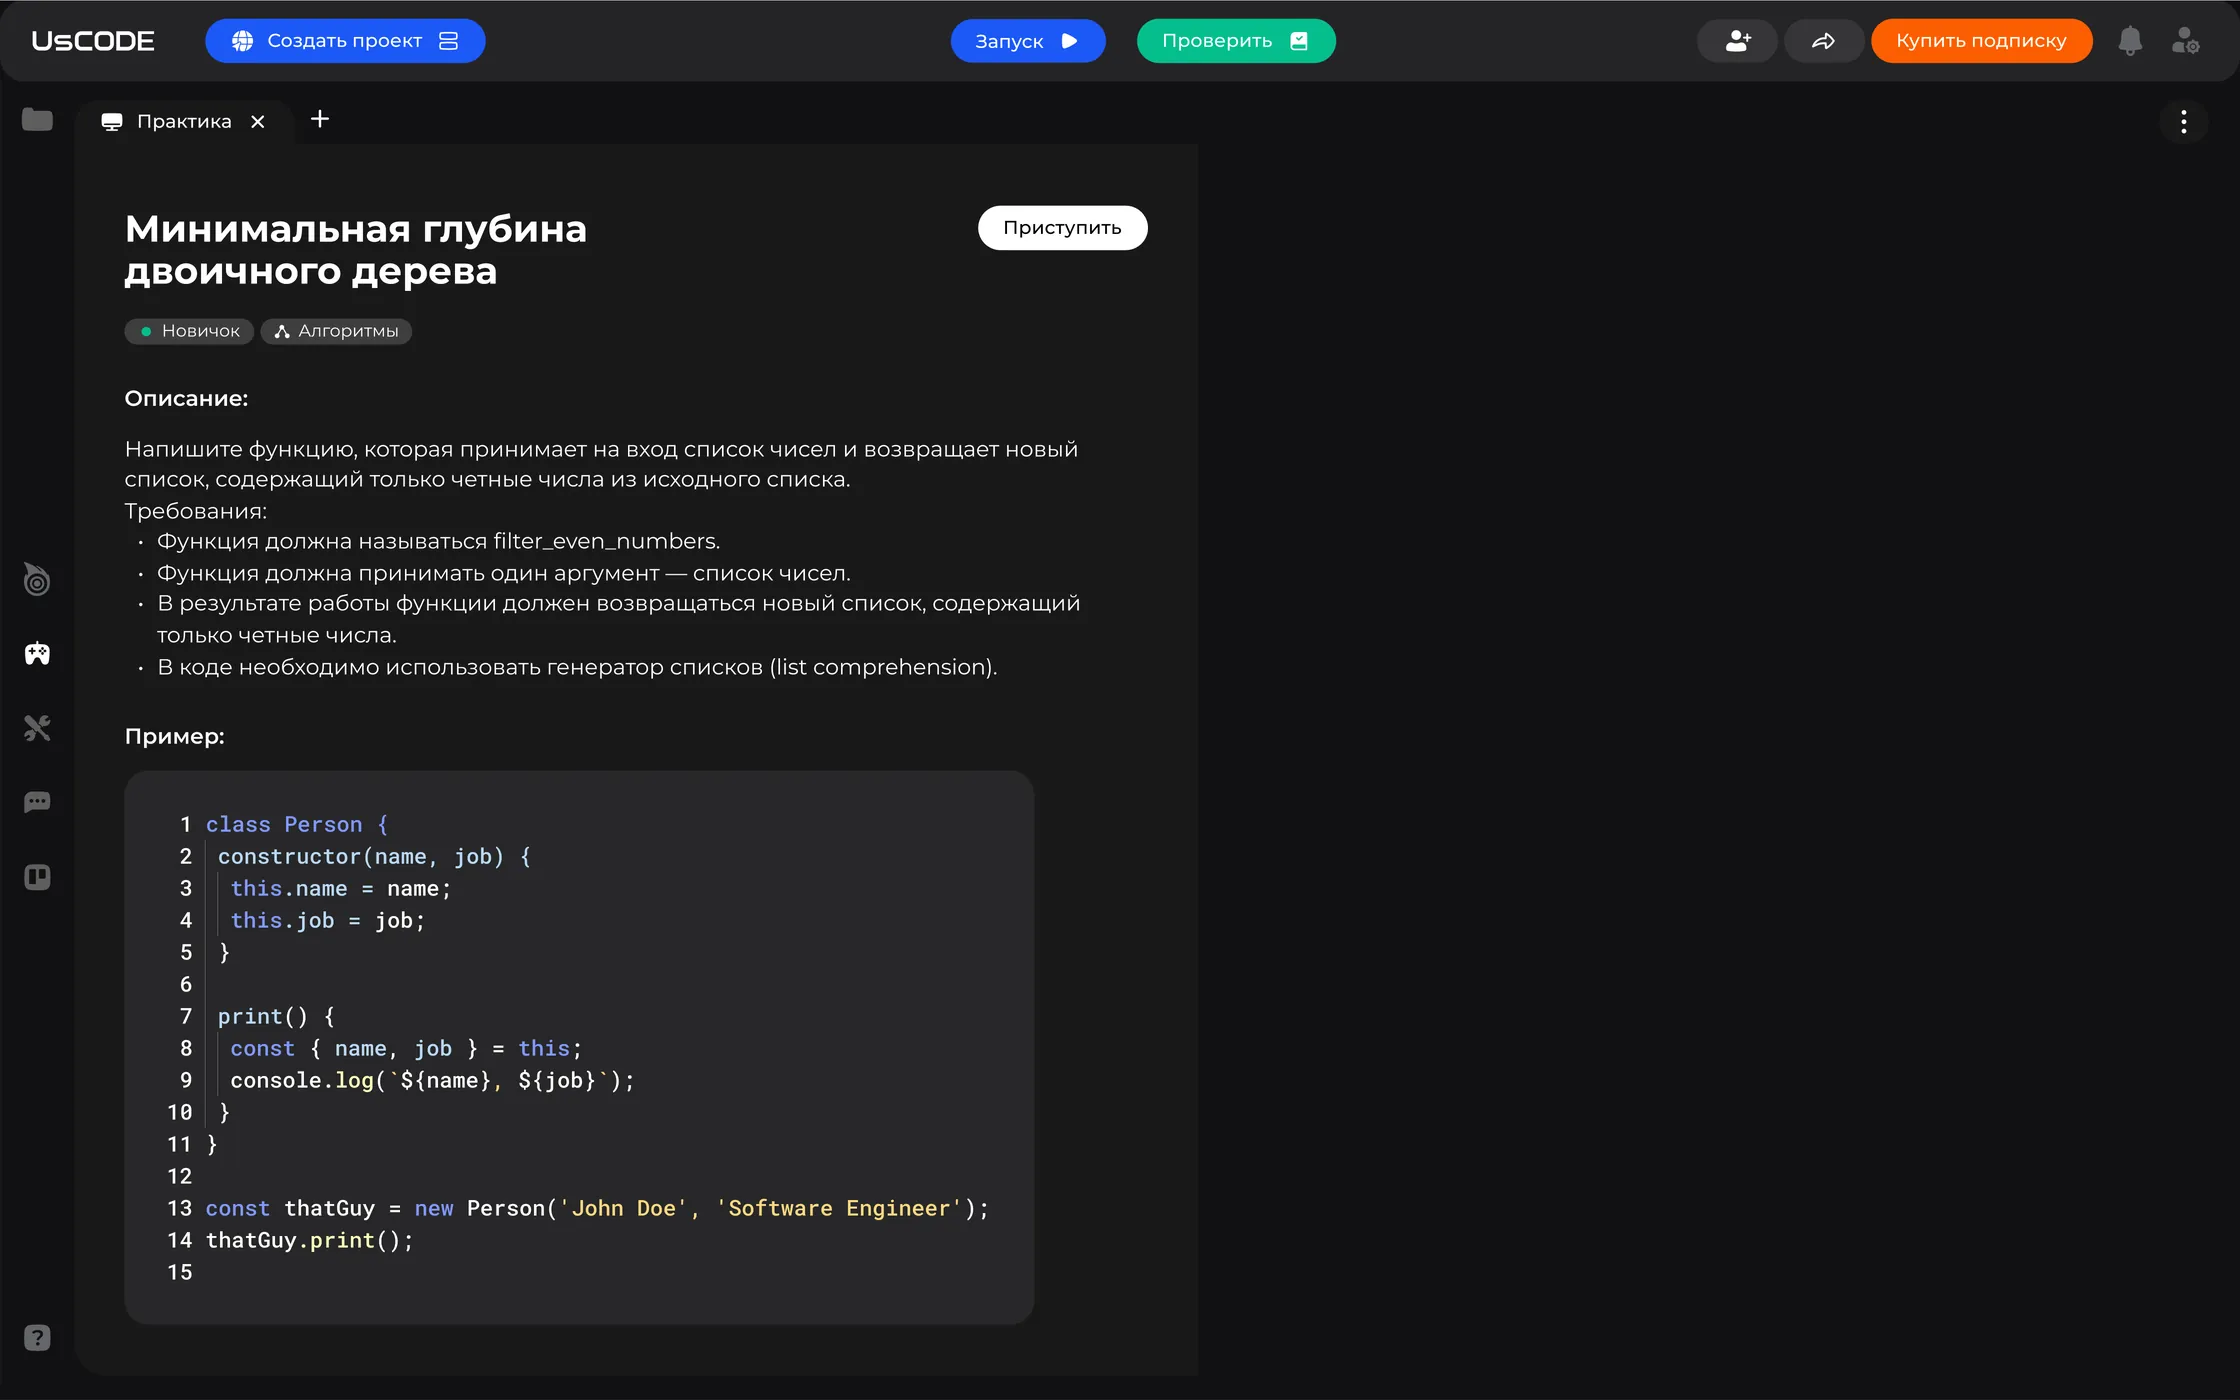 UsCODE
Создать проект
Запуск
Проверить
Купить подписку
Практика
Минимальная глубина
двоичного дерева
Приступить
Новичок
Алгоритмы
Описание:
Напишите функцию, которая принимает на вход список чисел и возвращает новый
список, содержащий только четные числа из исходного списка.
Требования:
• Функция должна называться filter_even_numbers.
• Функция должна принимать один аргумент — список чисел.
• В результате работы функции должен возвращаться новый список, содержащий
только четные числа.
• В коде необходимо использовать генератор списков (list comprehension).
Пример:
1 class Person {
2 constructor(name, job) {
3 this.name = name;
4 this.job = job;
5 }
6
7 print() {
8 const { name, job } = this;
9 console.log(`${name}, ${job}`);
10 }
11 }
12
13 const thatGuy = new Person('John Doe', 'Software Engineer');
14 thatGuy.print();
15
?